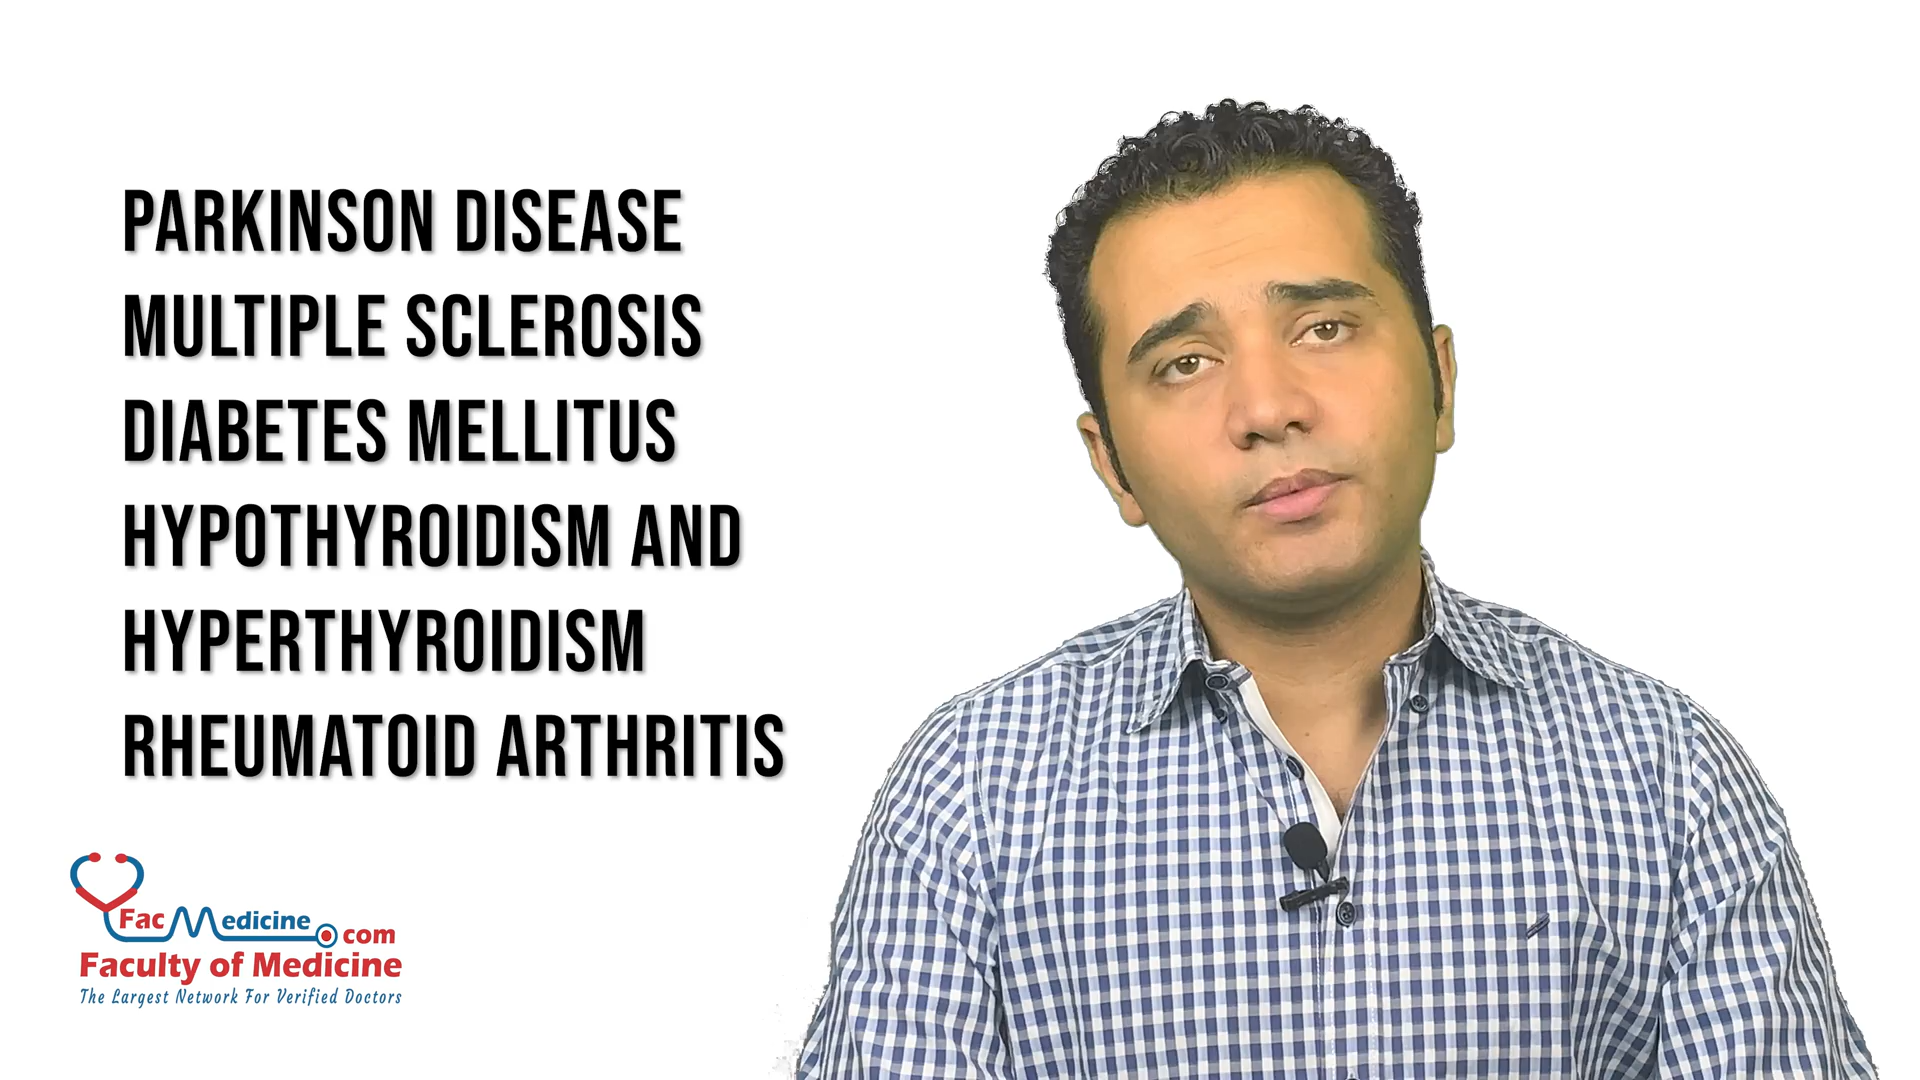 PARKINSON DISEASE
MULTIPLE SCLEROSIS
DIABETES MELLITUS
HYPOTHYROIDISM AND
HYPERTHYROIDISM
RHEUMATOID ARTHRITIS
FacMedicine.com
Faculty of Medicine
The Largest Network For Verified Doctors